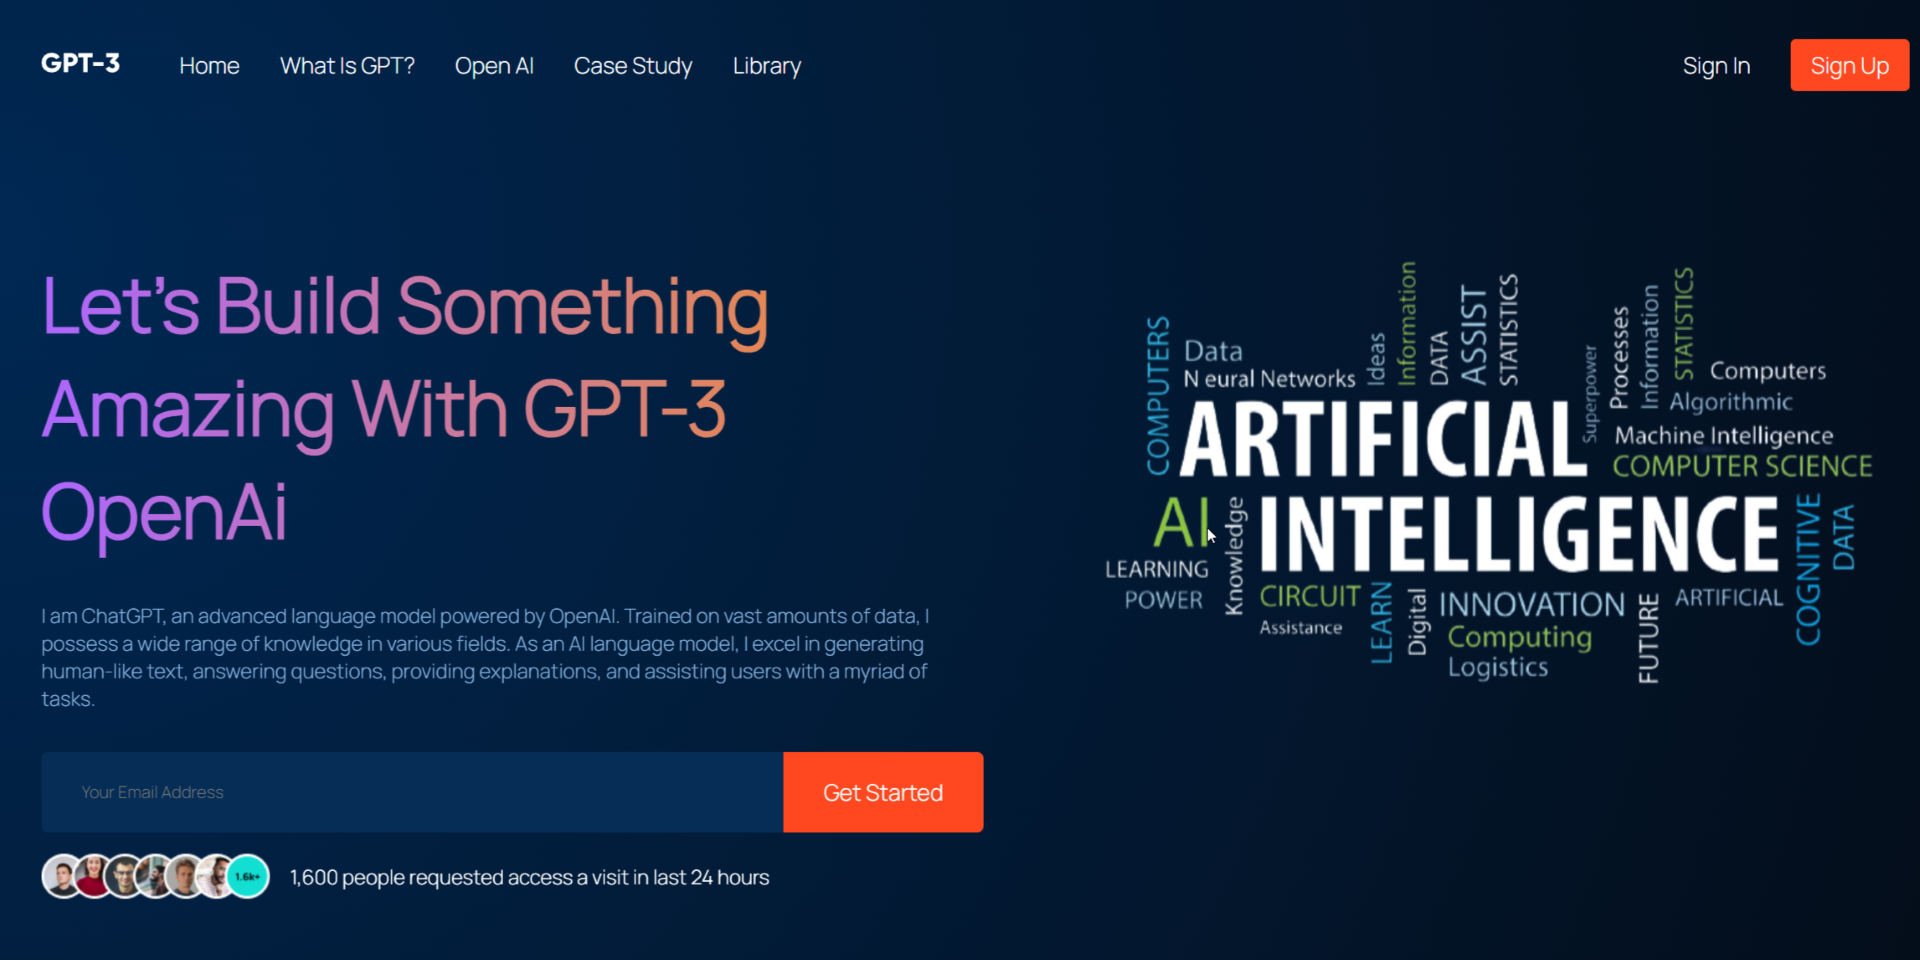 GPT-3 Home What Is GPT? Open AI Case Study Library Sign In Sign Up
Let's Build Something
Amazing With GPT-3
OpenAi
I am ChatGPT, an advanced language model powered by OpenAI. Trained on vast amounts of data, I
possess a wide range of knowledge in various fields. As an AI language model, I excel in generating
human-like text, answering questions, providing explanations, and assisting users with a myriad of
tasks.
Your Email Address
Get Started
1.6k+
1,600 people requested access a visit in last 24 hours
COMPUTERS
Data
N eural Networks
Ideas
Information
DATA
ASSIST
STATISTICS
Superpower
Processes
Information
STATISTICS
Computers
Algorithmic
Machine Intelligence
COMPUTER SCIENCE
ARTIFICIAL
AI
Knowledge
INTELLIGENCE
COGNITIVE
DATA
LEARNING
POWER
CIRCUIT
Assistance
LEARN
Digital
INNOVATION
Computing
Logistics
FUTURE
ARTIFICIAL